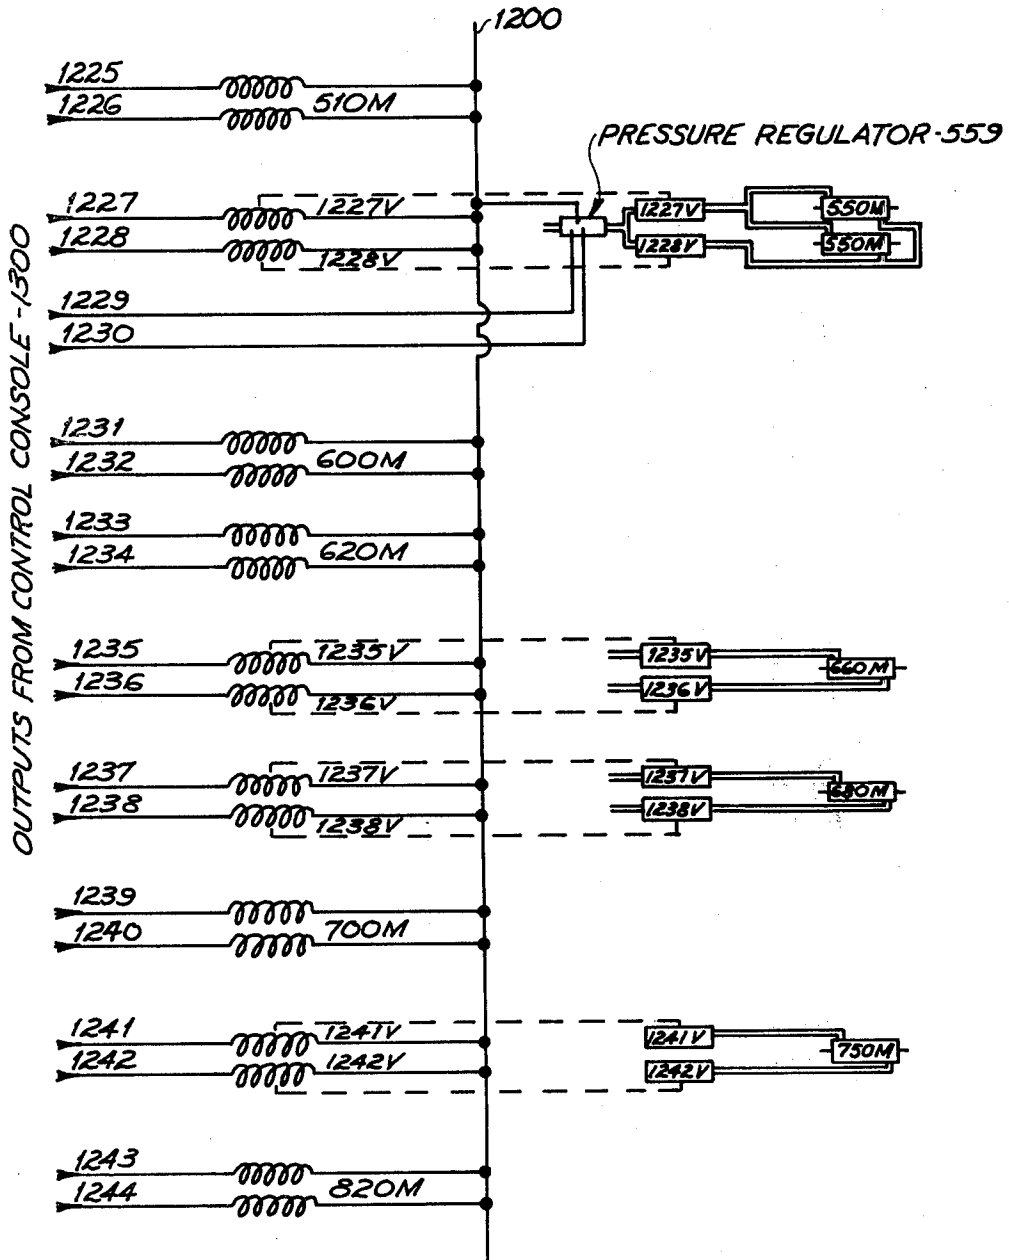 1200
1225
510M
1226
PRESSURE REGULATOR-559
1227
1227V
1227V
550M
1228
1228V
1228V
550M
1229
1230
OUTPUTS FROM CONTROL CONSOLE-1300
1231
1232
600M
1233
1234
620M
1235
1235V
1235V
660M
1236
1236V
1236V
1237
1237V
1237V
680M
1238
1238V
1238V
1239
1240
700M
1241
1241V
1241V
750M
1242
1242V
1242V
1243
1244
820M